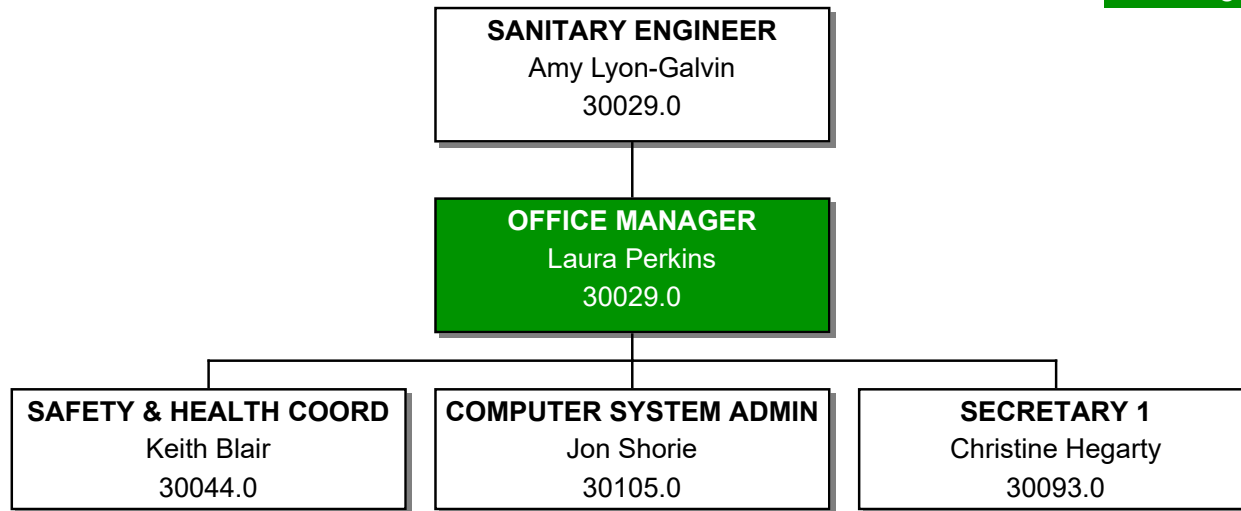 SANITARY ENGINEER
Amy Lyon-Galvin
30029.0
OFFICE MANAGER
Laura Perkins
30029.0
SAFETY & HEALTH COORD
Keith Blair
30044.0
COMPUTER SYSTEM ADMIN
Jon Shorie
30105.0
SECRETARY 1
Christine Hegarty
30093.0